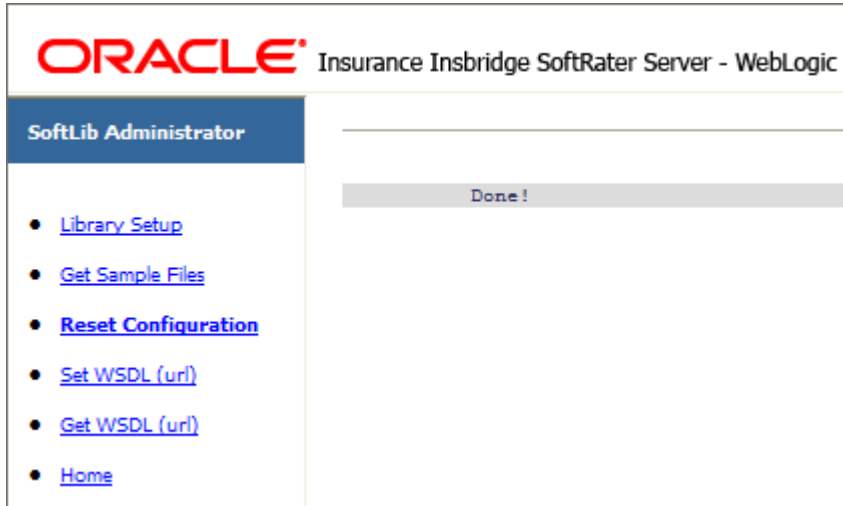 ORACLE Insurance Insbridge SoftRater Server - WebLogic
SoftLib Administrator
Done!
Library Setup
Get Sample Files
Reset Configuration
Set WSDL (url)
Get WSDL (url)
Home